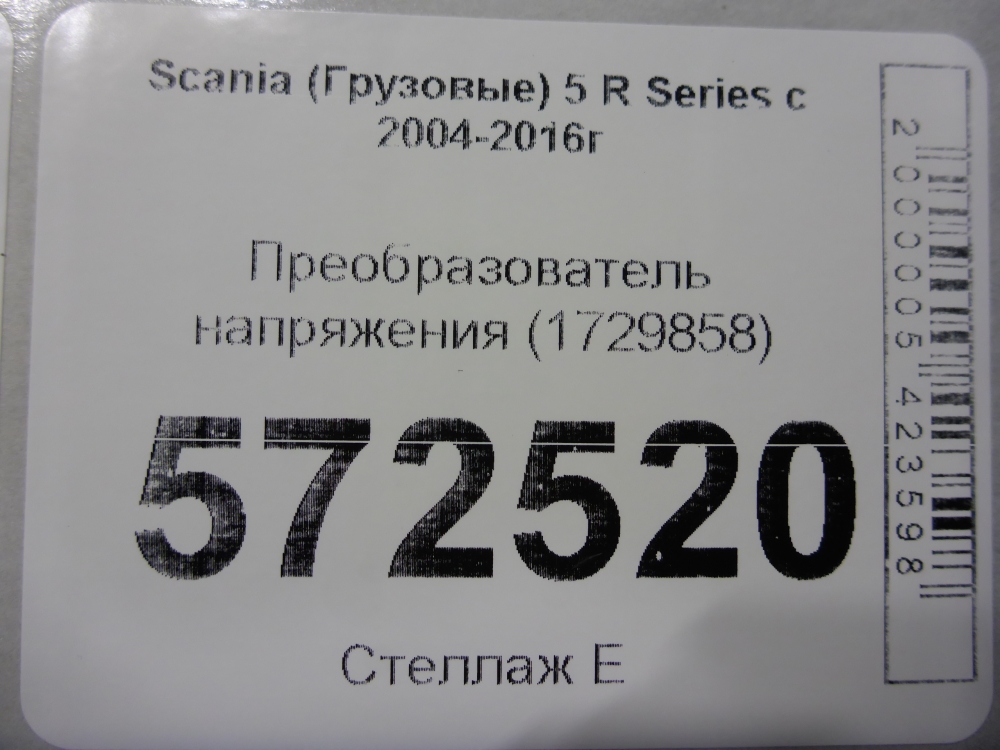 Scania (Грузовые) 5 R Series с
2004-2016г
Преобразователь
напряжения (1729858)
572520
Стеллаж Е
2000005423598